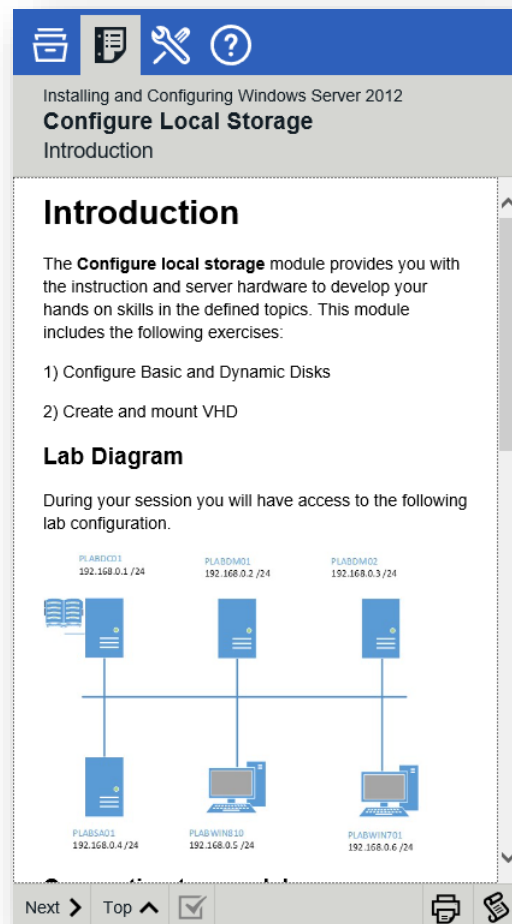 Installing and Configuring Windows Server 2012
Configure Local Storage
Introduction
Introduction
The Configure local storage module provides you with
the instruction and server hardware to develop your
hands on skills in the defined topics. This module
includes the following exercises:
1) Configure Basic and Dynamic Disks
2) Create and mount VHD
Lab Diagram
During your session you will have access to the following
lab configuration.
PLABDC01
192.168.0.1 /24
PLABDM01
192.168.0.2 /24
PLABDM02
192.168.0.3 /24
PLABSA01
192.168.0.4 /24
PLABWIN810
192.168.0.5 /24
PLABWIN701
192.168.0.6 /24
Next
Top